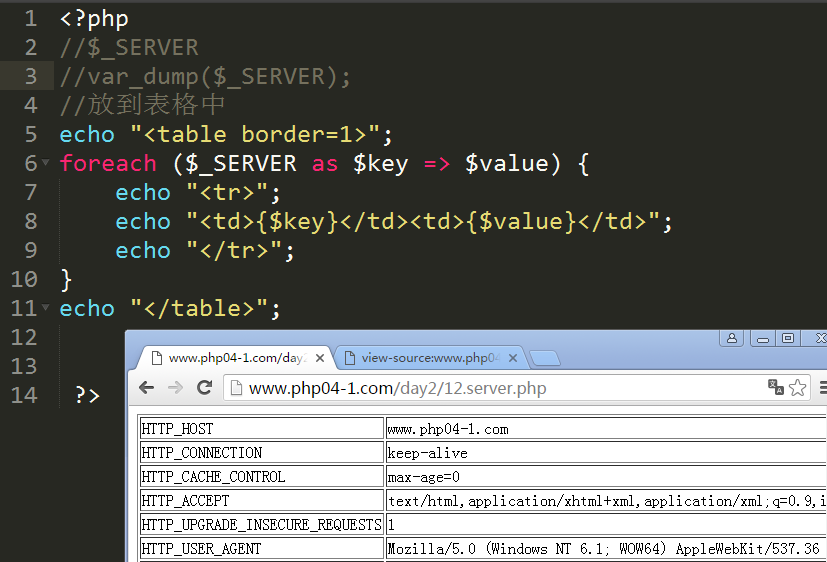 1 <?php
2 //$_SERVER
3 //var_dump($_SERVER);
4 //放到表格中
5 echo "<table border=1>";
6 foreach ($_SERVER as $key => $value) {
7 echo "<tr>";
8 echo "<td>{$key}</td><td>{$value}</td>";
9 echo "</tr>";
10 }
11 echo "</table>";
12
13
14 ?>
www.php04-1.com/day2 view-source:www.php04
www.php04-1.com/day2/12.server.php
HTTP_HOST www.php04-1.com
HTTP_CONNECTION keep-alive
HTTP_CACHE_CONTROL max-age=0
HTTP_ACCEPT text/html,application/xhtml+xml,application/xml;q=0.9,i
HTTP_UPGRADE_INSECURE_REQUESTS 1
HTTP_USER_AGENT Mozilla/5.0 (Windows NT 6.1; WOW64) AppleWebKit/537.36